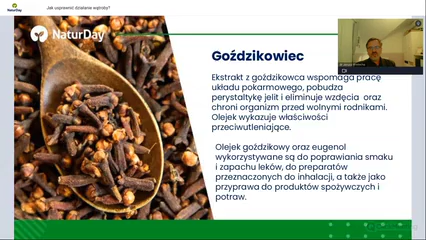 NaturDay
Jak usprawnić działanie wątroby?
NaturDay
Goździkowiec
Ekstrakt z goździkowca wspomaga pracę
układu pokarmowego, pobudza
perystaltykę jelit i eliminuje wzdęcia oraz
chroni organizm przed wolnymi rodnikami.
Olejek wykazuje właściwości
przeciwutleniające.
Olejek goździkowy oraz eugenol
wykorzystywane są do poprawiania smaku
i zapachu leków, do preparatów
przeznaczonych do inhalacji, a także jako
przyprawa do produktów spożywczych i
potraw.